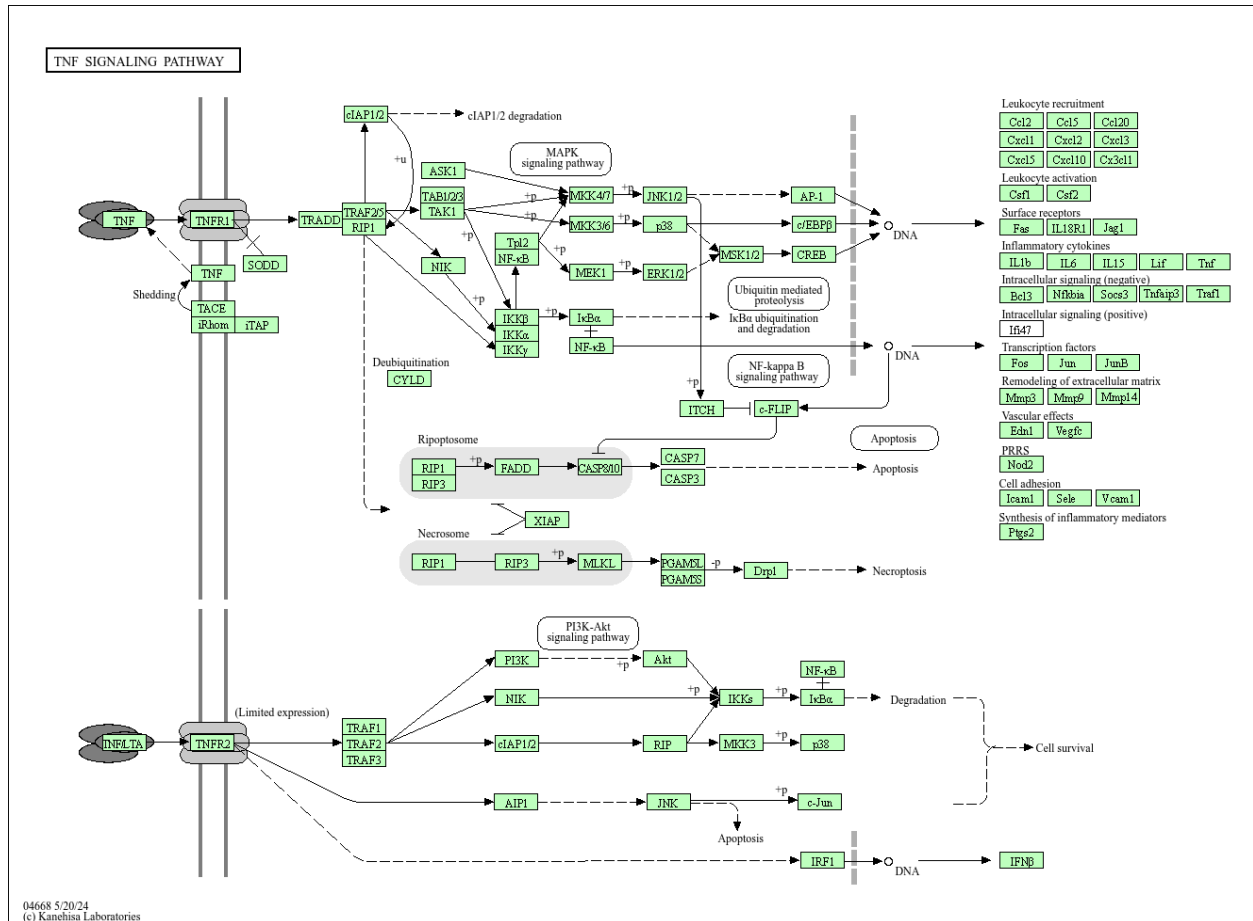 TNF SIGNALING PATHWAY
cIAP1/2
cIAP1/2 degradation
+u
MAPK
signaling pathway
ASK1
TNF
TNFR1
TRADD
TRAF2/5
RIP1
TAB1/2/3
TAK1
+p
+p
+p
MKK4/7
+p
JNK1/2
AP-1
MKK3/6
+p
p38
c/EBPβ
DNA
SODD
TNF
Shedding
TACE
iRhom
iTAP
NIK
+p
Tpl2
NF-κB
+p
MEK1
+p
ERK1/2
MSK1/2
CREB
Ubiquitin mediated
proteolysis
IKKβ
IKKα
IKKγ
+p
IκBα
IκBα ubiquitination
and degradation
NF-κB
DNA
Deubiquitination
CYLD
NF-kappa B
signaling pathway
+p
ITCH
c-FLIP
Ripoptosome
RIP1
RIP3
+p
FADD
CASP8/10
CASP7
CASP3
Apoptosis
Apoptosis
XIAP
Necrosome
RIP1
RIP3
+p
MLKL
PGAM5L
PGAM5S
-p
Drp1
Necroptosis
Leukocyte recruitment
Ccl2 Ccl5 Ccl20
Cxcl1 Cxcl2 Cxcl3
Cxcl5 Cxcl10 Cx3cl1
Leukocyte activation
Csf1 Csf2
Surface receptors
Fas IL18R1 Jag1
Inflammatory cytokines
IL1b IL6 IL15 Lif Tnf
Intracellular signaling (negative)
Bcl3 Nfkbia Socs3 Tnfaip3 Traf1
Intracellular signaling (positive)
Ifi47
Transcription factors
Fos Jun JunB
Remodeling of extracellular matrix
Mmp3 Mmp9 Mmp14
Vascular effects
Edn1 Vegfc
PRRS
Nod2
Cell adhesion
Icam1 Sele Vcam1
Synthesis of inflammatory mediators
Ptgs2
PI3K-Akt
signaling pathway
PI3K
+p
Akt
NF-κB
NIK
+p
IKKs
+p
IκBα
Degradation
(Limited expression)
TNF/LTA
TNFR2
TRAF1
TRAF2
TRAF3
cIAP1/2
RIP
MKK3
+p
p38
Cell survival
AIP1
JNK
+p
c-Jun
Apoptosis
IRF1
DNA
IFNβ
04668 5/20/24
(c) Kanehisa Laboratories